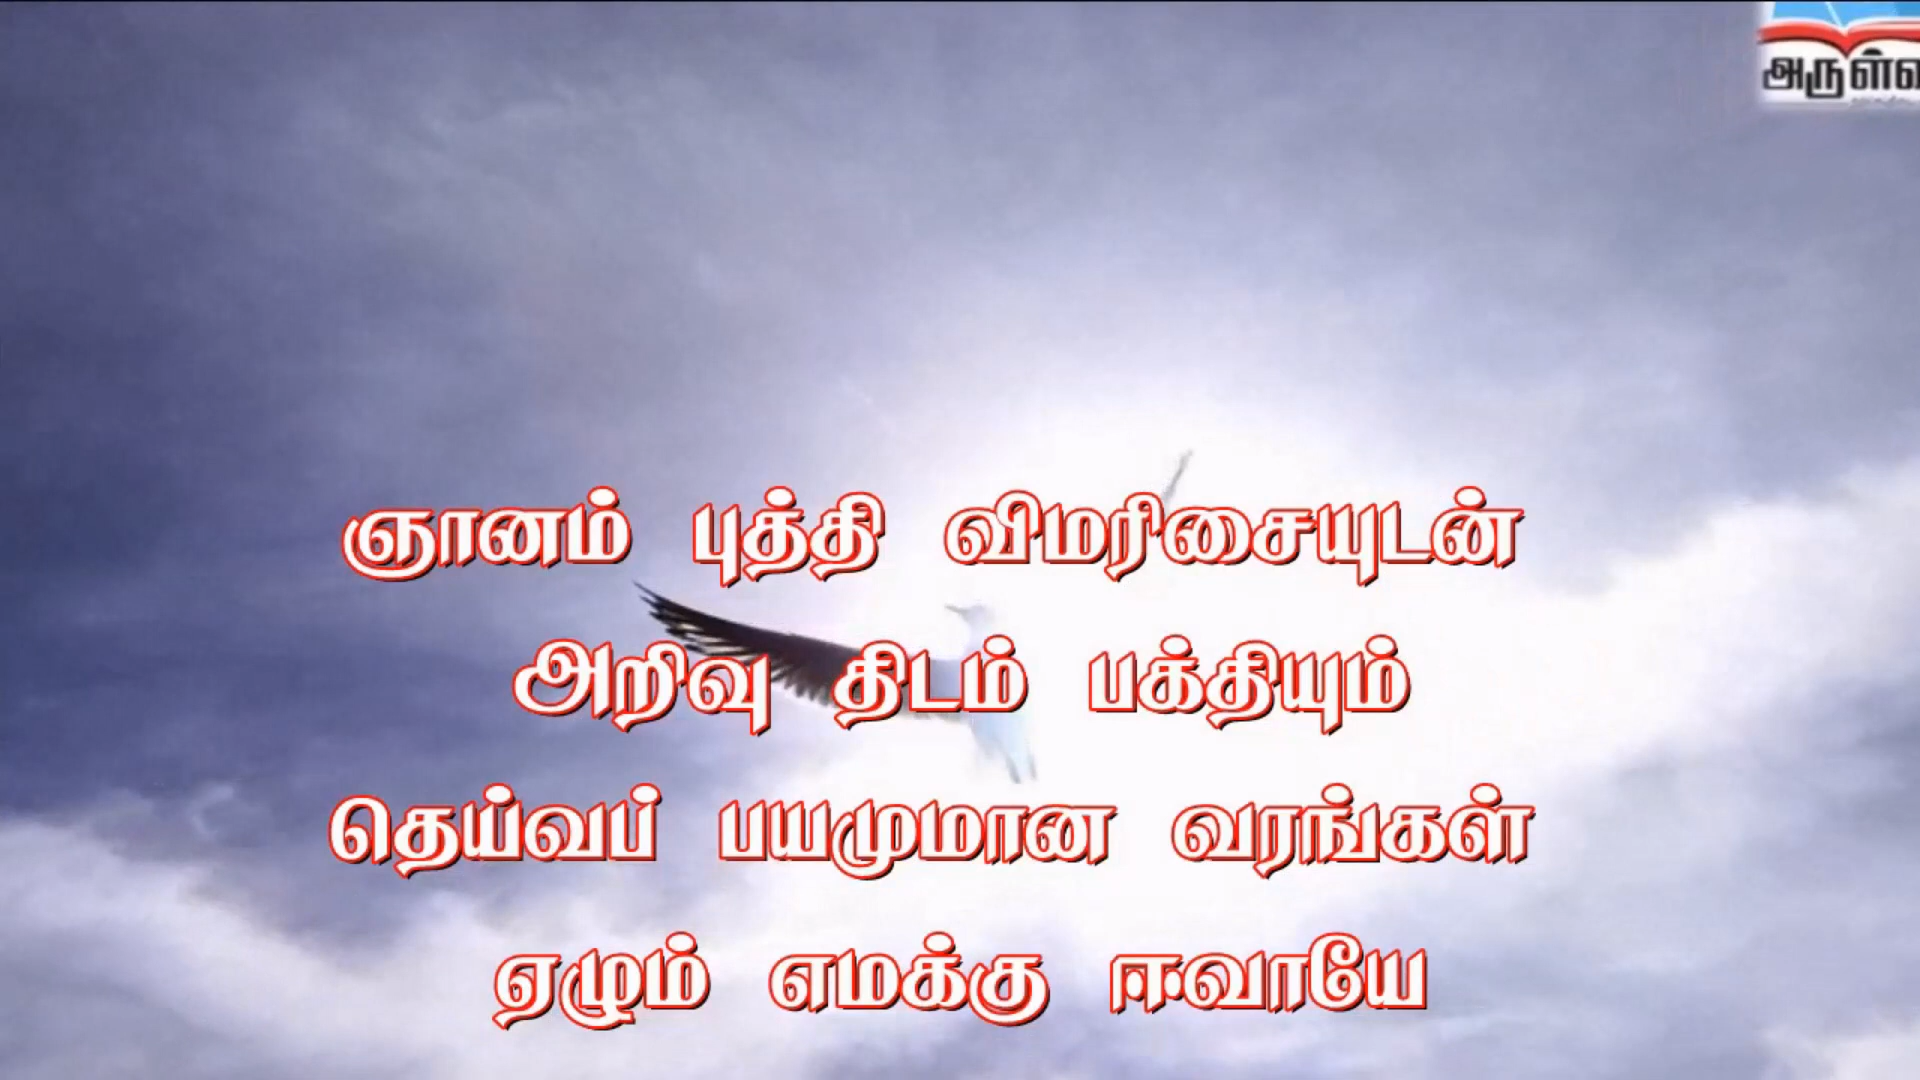 ஞானம் புத்தி விமரிசையுடன்
அறிவு திடம் பக்தியும்
தெய்வப் பயமுமான வரங்கள்
ஏழும் எமக்கு ஈவாயே